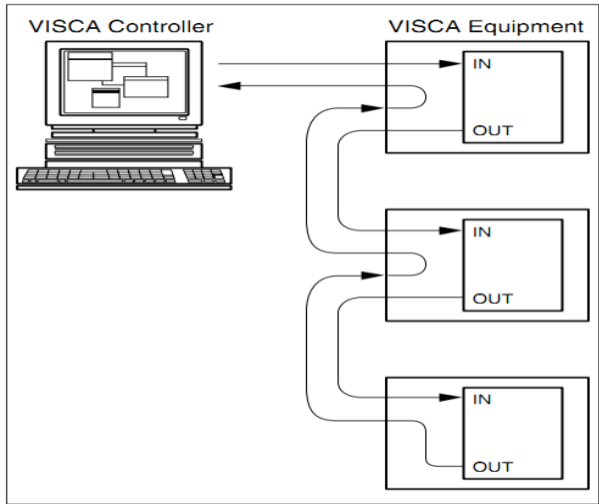 VISCA Controller
VISCA Equipment
IN
OUT
IN
OUT
IN
OUT